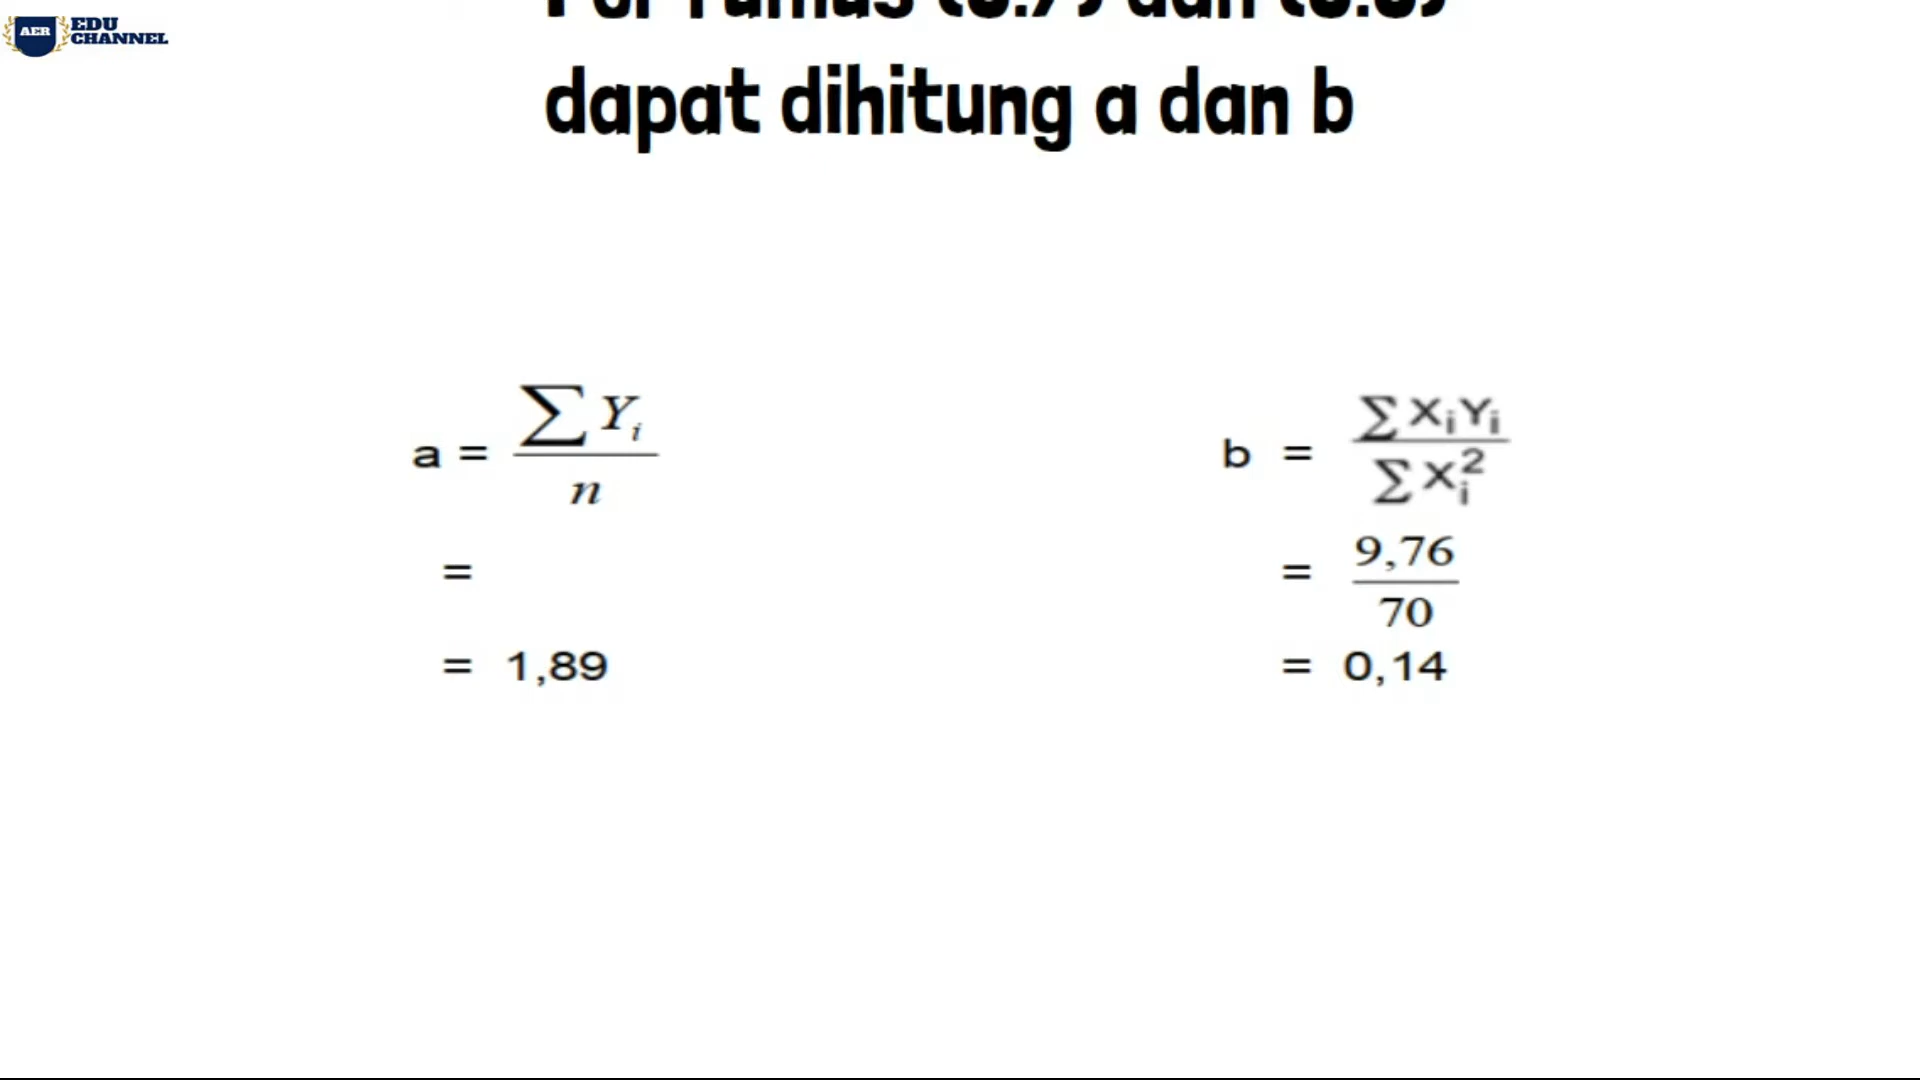 AER EDU
CHANNEL
dapat dihitung a dan b
a = ∑ Yᵢ / n
=
= 1,89
b = ∑ XᵢYᵢ / ∑ Xᵢ²
= 9,76 / 70
= 0,14